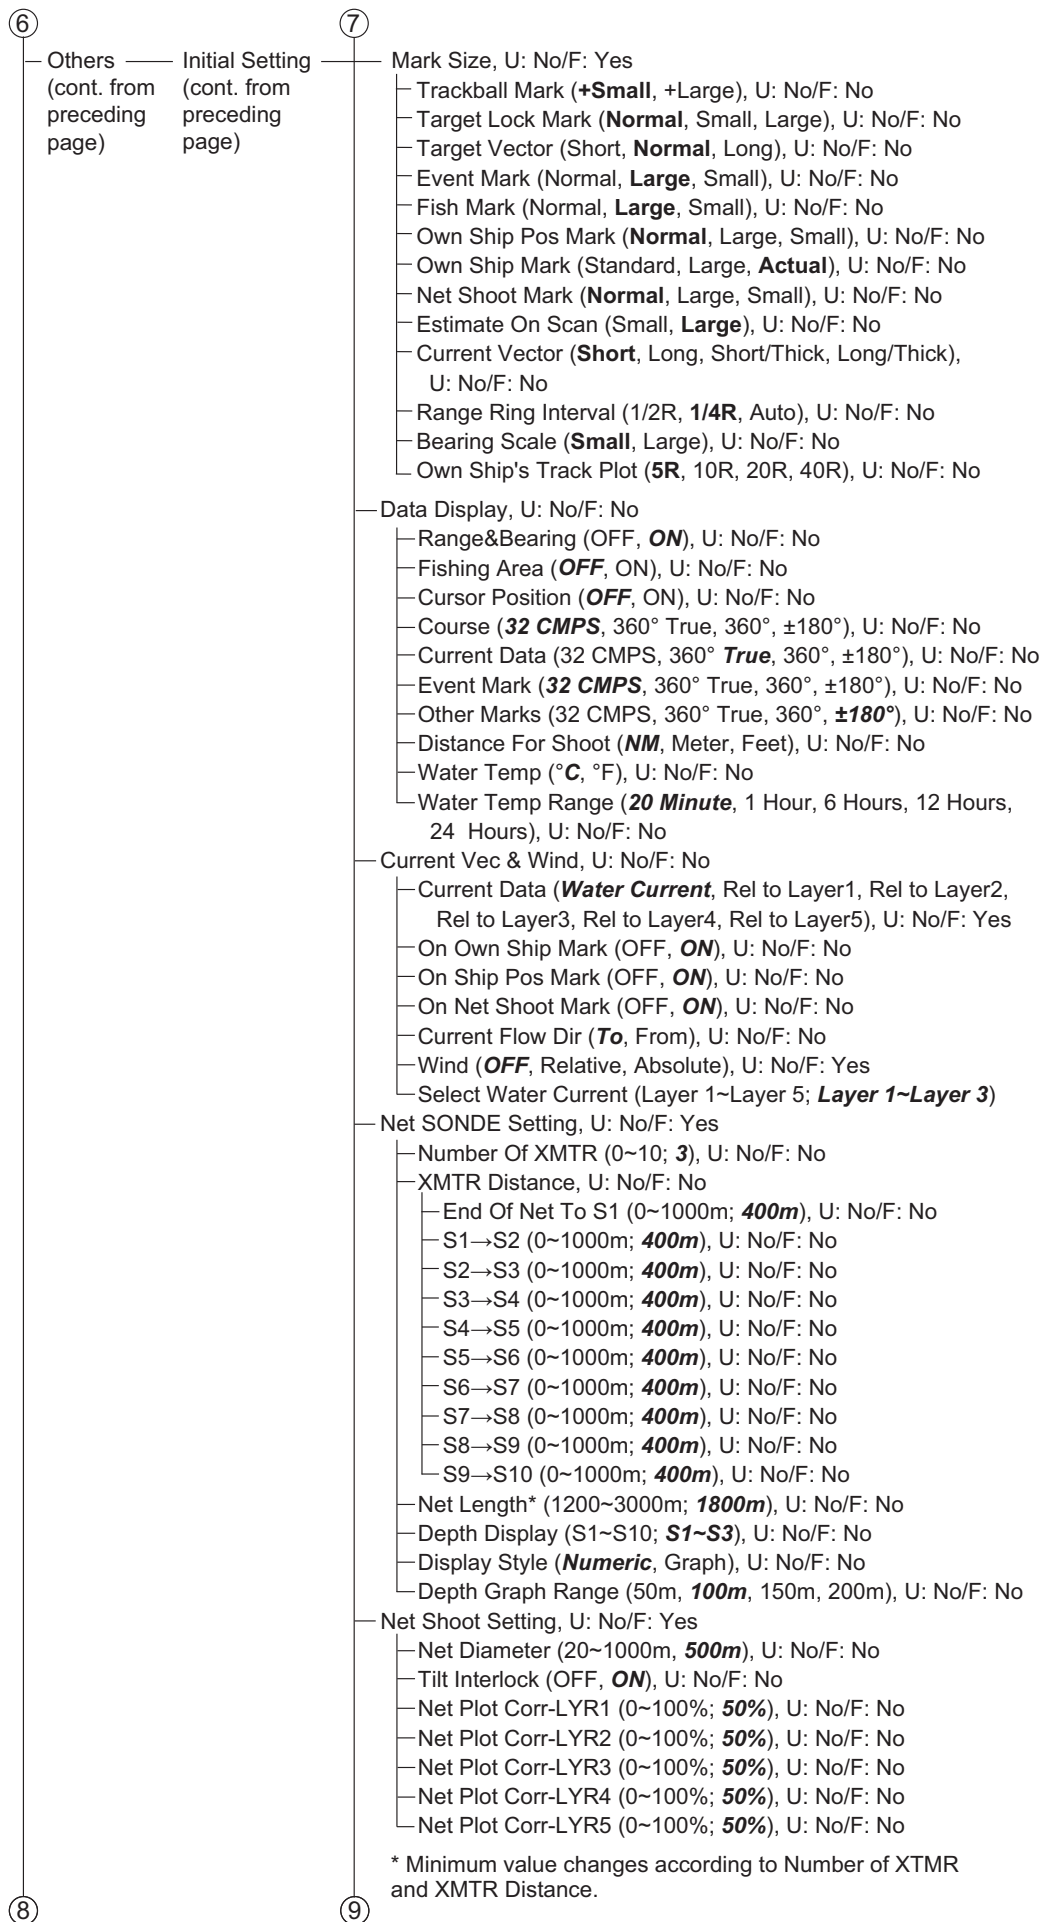 6 7
Others Initial Setting Mark Size, U: No/F: Yes
(cont. from (cont. from
preceding preceding
page) page)
Trackball Mark (+Small, +Large), U: No/F: No
Target Lock Mark (Normal, Small, Large), U: No/F: No
Target Vector (Short, Normal, Long), U: No/F: No
Event Mark (Normal, Large, Small), U: No/F: No
Fish Mark (Normal, Large, Small), U: No/F: No
Own Ship Pos Mark (Normal, Large, Small), U: No/F: No
Own Ship Mark (Standard, Large, Actual), U: No/F: No
Net Shoot Mark (Normal, Large, Small), U: No/F: No
Estimate On Scan (Small, Large), U: No/F: No
Current Vector (Short, Long, Short/Thick, Long/Thick),
U: No/F: No
Range Ring Interval (1/2R, 1/4R, Auto), U: No/F: No
Bearing Scale (Small, Large), U: No/F: No
Own Ship's Track Plot (5R, 10R, 20R, 40R), U: No/F: No
Data Display, U: No/F: No
Range&Bearing (OFF, ON), U: No/F: No
Fishing Area (OFF, ON), U: No/F: No
Cursor Position (OFF, ON), U: No/F: No
Course (32 CMPS, 360° True, 360°, ±180°), U: No/F: No
Current Data (32 CMPS, 360° True, 360°, ±180°), U: No/F: No
Event Mark (32 CMPS, 360° True, 360°, ±180°), U: No/F: No
Other Marks (32 CMPS, 360° True, 360°, ±180°), U: No/F: No
Distance For Shoot (NM, Meter, Feet), U: No/F: No
Water Temp (°C, °F), U: No/F: No
Water Temp Range (20 Minute, 1 Hour, 6 Hours, 12 Hours,
24 Hours), U: No/F: No
Current Vec & Wind, U: No/F: No
Current Data (Water Current, Rel to Layer1, Rel to Layer2,
Rel to Layer3, Rel to Layer4, Rel to Layer5), U: No/F: Yes
On Own Ship Mark (OFF, ON), U: No/F: No
On Ship Pos Mark (OFF, ON), U: No/F: No
On Net Shoot Mark (OFF, ON), U: No/F: No
Current Flow Dir (To, From), U: No/F: No
Wind (OFF, Relative, Absolute), U: No/F: Yes
Select Water Current (Layer 1~Layer 5; Layer 1~Layer 3)
Net SONDE Setting, U: No/F: Yes
Number Of XMTR (0~10; 3), U: No/F: No
XMTR Distance, U: No/F: No
End Of Net To S1 (0~1000m; 400m), U: No/F: No
S1→S2 (0~1000m; 400m), U: No/F: No
S2→S3 (0~1000m; 400m), U: No/F: No
S3→S4 (0~1000m; 400m), U: No/F: No
S4→S5 (0~1000m; 400m), U: No/F: No
S5→S6 (0~1000m; 400m), U: No/F: No
S6→S7 (0~1000m; 400m), U: No/F: No
S7→S8 (0~1000m; 400m), U: No/F: No
S8→S9 (0~1000m; 400m), U: No/F: No
S9→S10 (0~1000m; 400m), U: No/F: No
Net Length* (1200~3000m; 1800m), U: No/F: No
Depth Display (S1~S10; S1~S3), U: No/F: No
Display Style (Numeric, Graph), U: No/F: No
Depth Graph Range (50m, 100m, 150m, 200m), U: No/F: No
Net Shoot Setting, U: No/F: Yes
Net Diameter (20~1000m, 500m), U: No/F: No
Tilt Interlock (OFF, ON), U: No/F: No
Net Plot Corr-LYR1 (0~100%; 50%), U: No/F: No
Net Plot Corr-LYR2 (0~100%; 50%), U: No/F: No
Net Plot Corr-LYR3 (0~100%; 50%), U: No/F: No
Net Plot Corr-LYR4 (0~100%; 50%), U: No/F: No
Net Plot Corr-LYR5 (0~100%; 50%), U: No/F: No
* Minimum value changes according to Number of XTMR
and XMTR Distance.
8 9